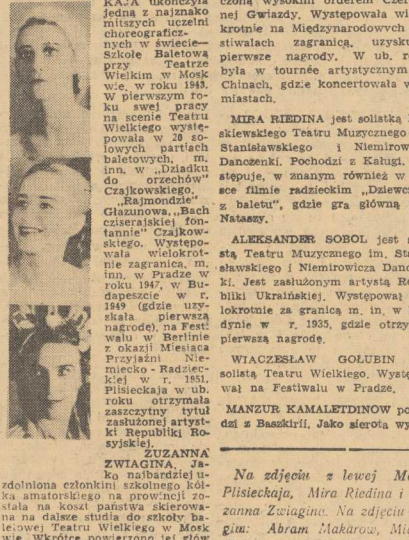 KAJA ukończyła
jedną z najznako
mitszych uczelni
choreograficz-
nych w świecie—
Szkołę Baletową
przy Teatrze
Wielkim w Mosk
wie, w roku 1943.
W pierwszym ro-
ku swej pracy
na scenie Teatru
Wielkiego wystę-
powała w 20 so-
lowych partiach
baletowych, m.
inn. w „Dziadku
do orzechów"
Czajkowskiego,
„Rajmondzie"
Głazunowa, „Bach
cziserajskiej fon-
tannie" Czajkow-
skiego. Występo-
wała wielokrot-
nie zagranicą, m.
inn. w Pradze w
roku 1947, w Bu-
dapeszcie w r.
1949 (gdzie uzy-
skała pierwszą
nagrodę), na Festi
walu w Berlinie
z okazji Miesiąca
Przyjaźni Nie-
miecko - Radziec-
kiej w r. 1951.
Plisieckaja w ub.
roku otrzymała
zaszczytny tytuł
zasłużonej artyst-
ki Republiki Ro-
syjskiej.
ZUZANNA
ZWIAGINA. Ja-
ko najbardziej u-
zdolniona członkini szkolnego kół-
ka amatorskiego na prowincji zo-
stała na koszt państwa skierowa-
na na dalsze studia do szkoły ba-
letowej Teatru Wielkiego w Mosk
wie. Wkrótce powierzono jej głów
czoną wysokim orderem Czer
nej Gwiazdy. Występowała wi
krotnie na Międzynarodowych
stiwalach zagranicą, uzysku
pierwsze nagrody. W ub. r
była w tournée artystycznym
Chinach, gdzie koncertowała w
miastach.
MIRA RIEDINA jest solistką
skiewskiego Teatru Muzycznego
Stanisławskiego i Niemirow
Danczenki. Pochodzi z Kaługi.
stępuje, w znanym również w
sce filmie radzieckim „Dziewc
z baletu", gdzie gra główną
Nataszy.
ALEKSANDER SOBOL jest
stą Teatru Muzycznego im. Sta
sławskiego i Niemirowicza Danc
ki. Jest zasłużonym artystą Re
bliki Ukraińskiej. Występował
lokrotnie za granicą m. in. w
dynie w r. 1935, gdzie otrzy
pierwszą nagrodę.
WIACZESŁAW GOŁUBIN
solistą Teatru Wielkiego. Wystę
wał na Festiwalu w Pradze.
MANZUR KAMALETDINOW po
dzi z Baszkirii. Jako sierota wy
Na zdjęciu z lewej Ma
Plisieckaja, Mira Riedina i
zanna Zwiagina. Na zdjęciu
gim: Abram Makarow, Mi